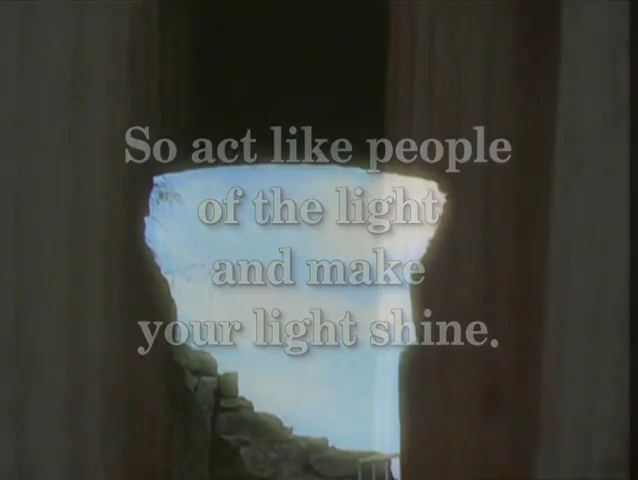 So act like people
of the light
and make
your light shine.